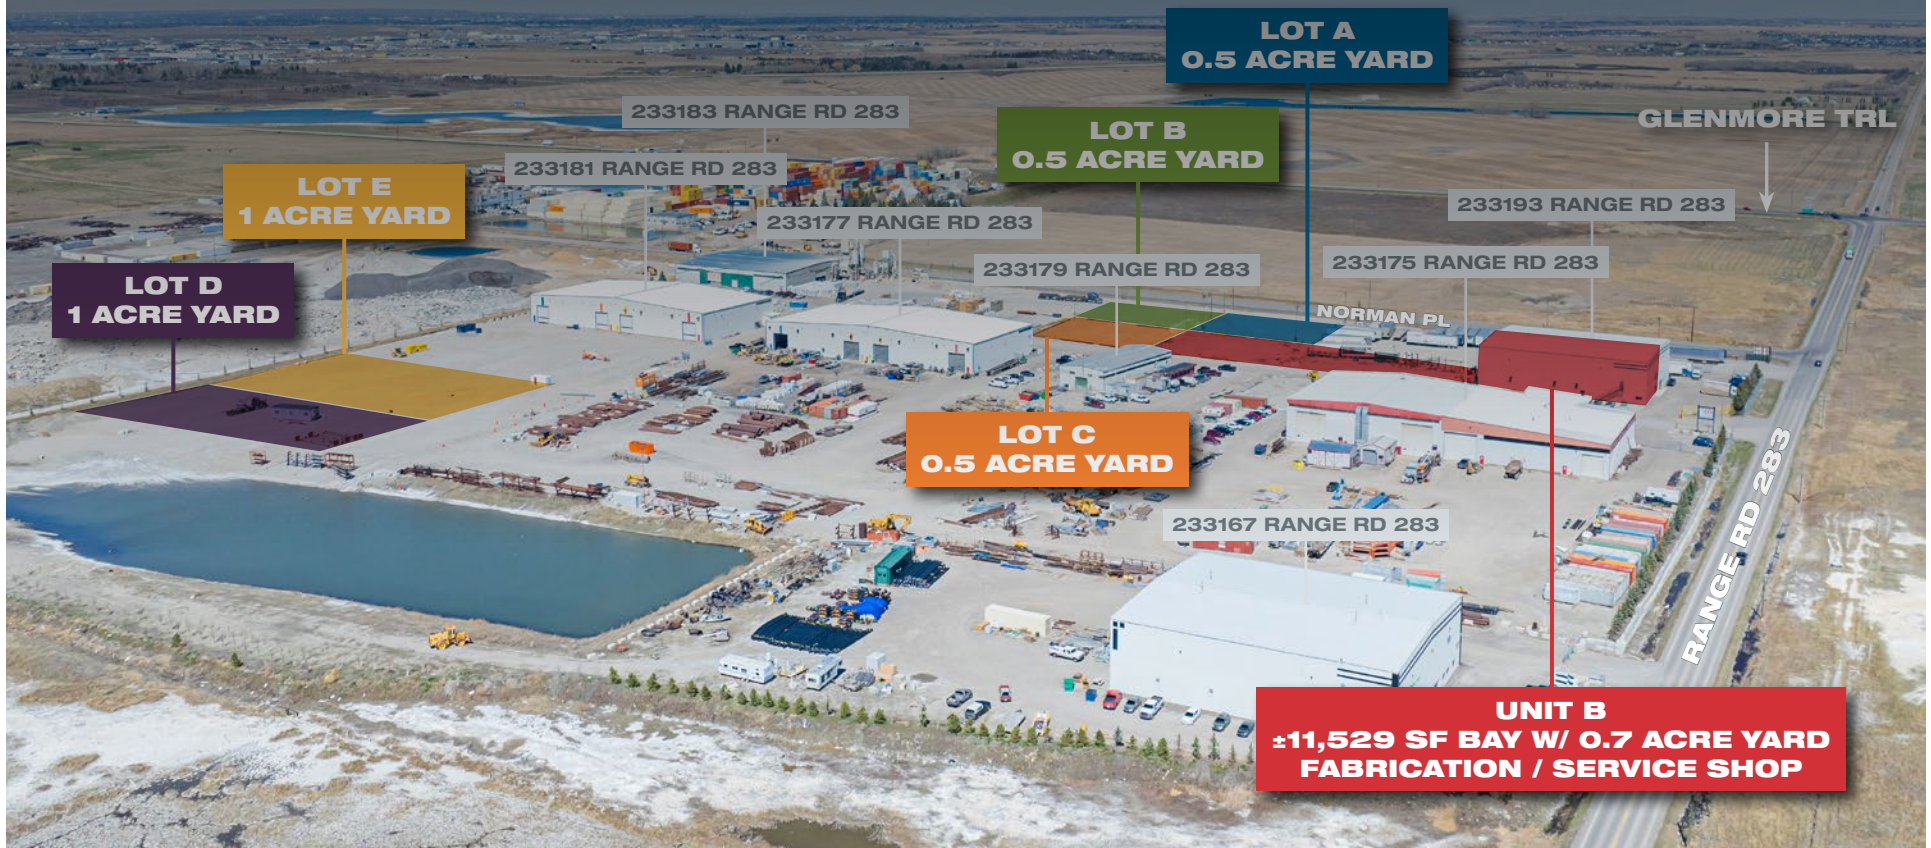 LOT A
0.5 ACRE YARD
233183 RANGE RD 283
GLENMORE TRL
LOT B
0.5 ACRE YARD
233181 RANGE RD 283
LOT E
1 ACRE YARD
233193 RANGE RD 283
233177 RANGE RD 283
233179 RANGE RD 283
233175 RANGE RD 283
LOT D
1 ACRE YARD
NORMAN PL
LOT C
0.5 ACRE YARD
233167 RANGE RD 283
RANGE RD 283
UNIT B
±11,529 SF BAY W/ 0.7 ACRE YARD
FABRICATION / SERVICE SHOP